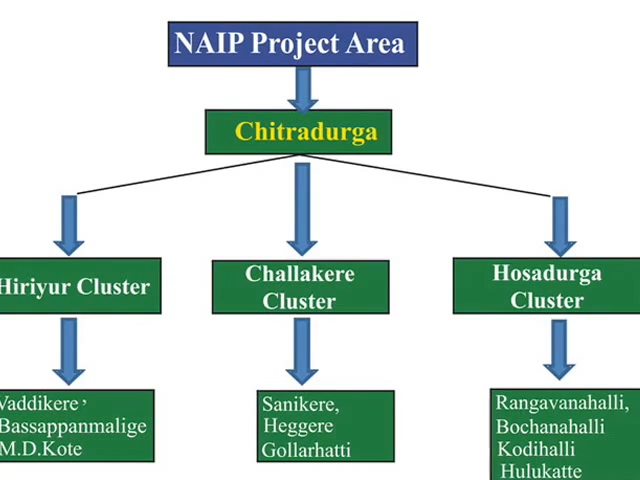 NAIP Project Area
Chitradurga
Hiriyur Cluster
Challakere
Cluster
Hosadurga
Cluster
Vaddikere,
Bassappanmalige
M.D.Kote
Sanikere,
Heggere
Gollarhatti
Rangavanahalli,
Bochanahalli
Kodihalli
Hulukatte